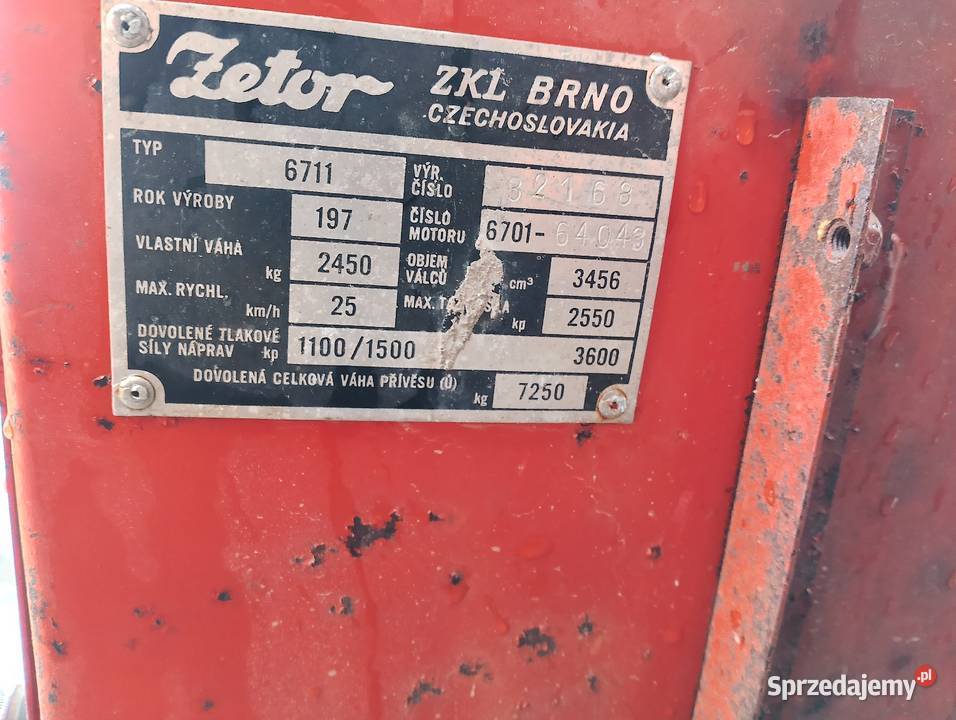 Zetor ZKL BRNO
CZECHOSLOVAKIA
TYP 6711
VÝR. ČÍSLO 32168
ROK VÝROBY 197
ČÍSLO MOTORU 6701-64043
VLASTNÍ VÁHA kg 2450
OBJEM VÁLCŮ cm³ 3456
MAX. RYCHL. km/h 25
MAX. kp 2550
DOVOLENÉ TLAKOVÉ
SÍLY NÁPRAV kp 1100/1500 3600
DOVOLENÁ CELKOVÁ VÁHA PŘÍVĚSU (Ů) kg 7250
Sprzedajemy.pl